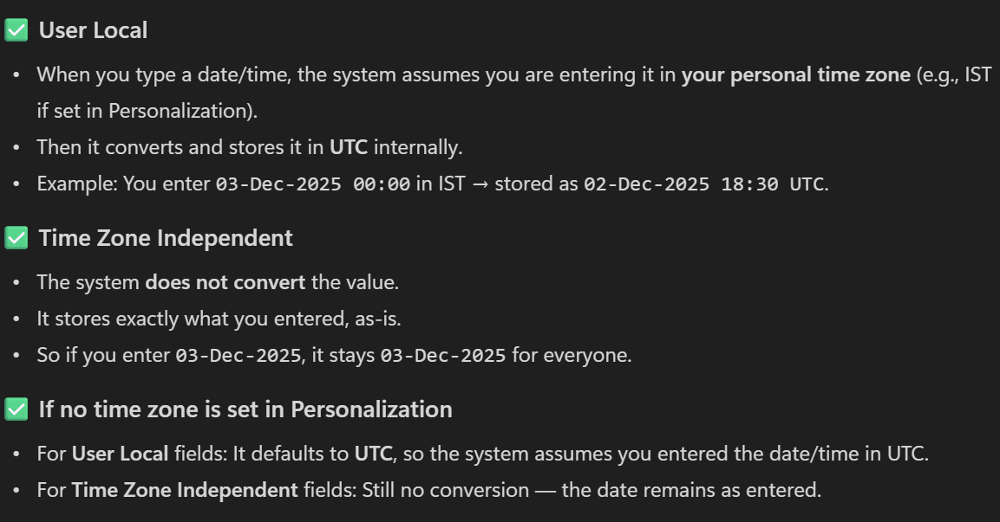 ✅ User Local
• When you type a date/time, the system assumes you are entering it in your personal time zone (e.g., IST
if set in Personalization).
• Then it converts and stores it in UTC internally.
• Example: You enter 03-Dec-2025 00:00 in IST → stored as 02-Dec-2025 18:30 UTC.
✅ Time Zone Independent
• The system does not convert the value.
• It stores exactly what you entered, as-is.
• So if you enter 03-Dec-2025, it stays 03-Dec-2025 for everyone.
✅ If no time zone is set in Personalization
• For User Local fields: It defaults to UTC, so the system assumes you entered the date/time in UTC.
• For Time Zone Independent fields: Still no conversion — the date remains as entered.